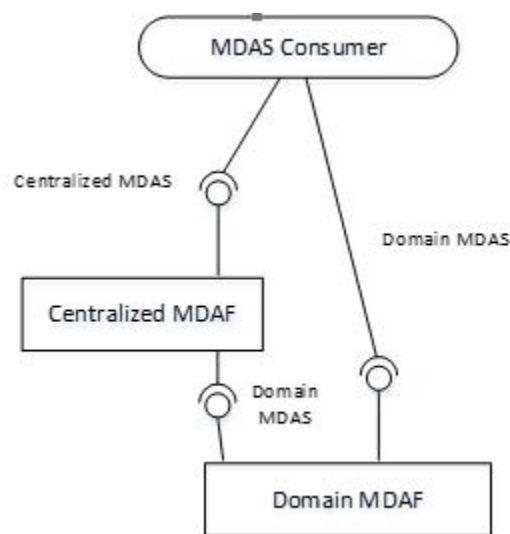 MDAS Consumer
Centralized MDAS
Domain MDAS
Centralized MDAF
Domain
MDAS
Domain MDAF